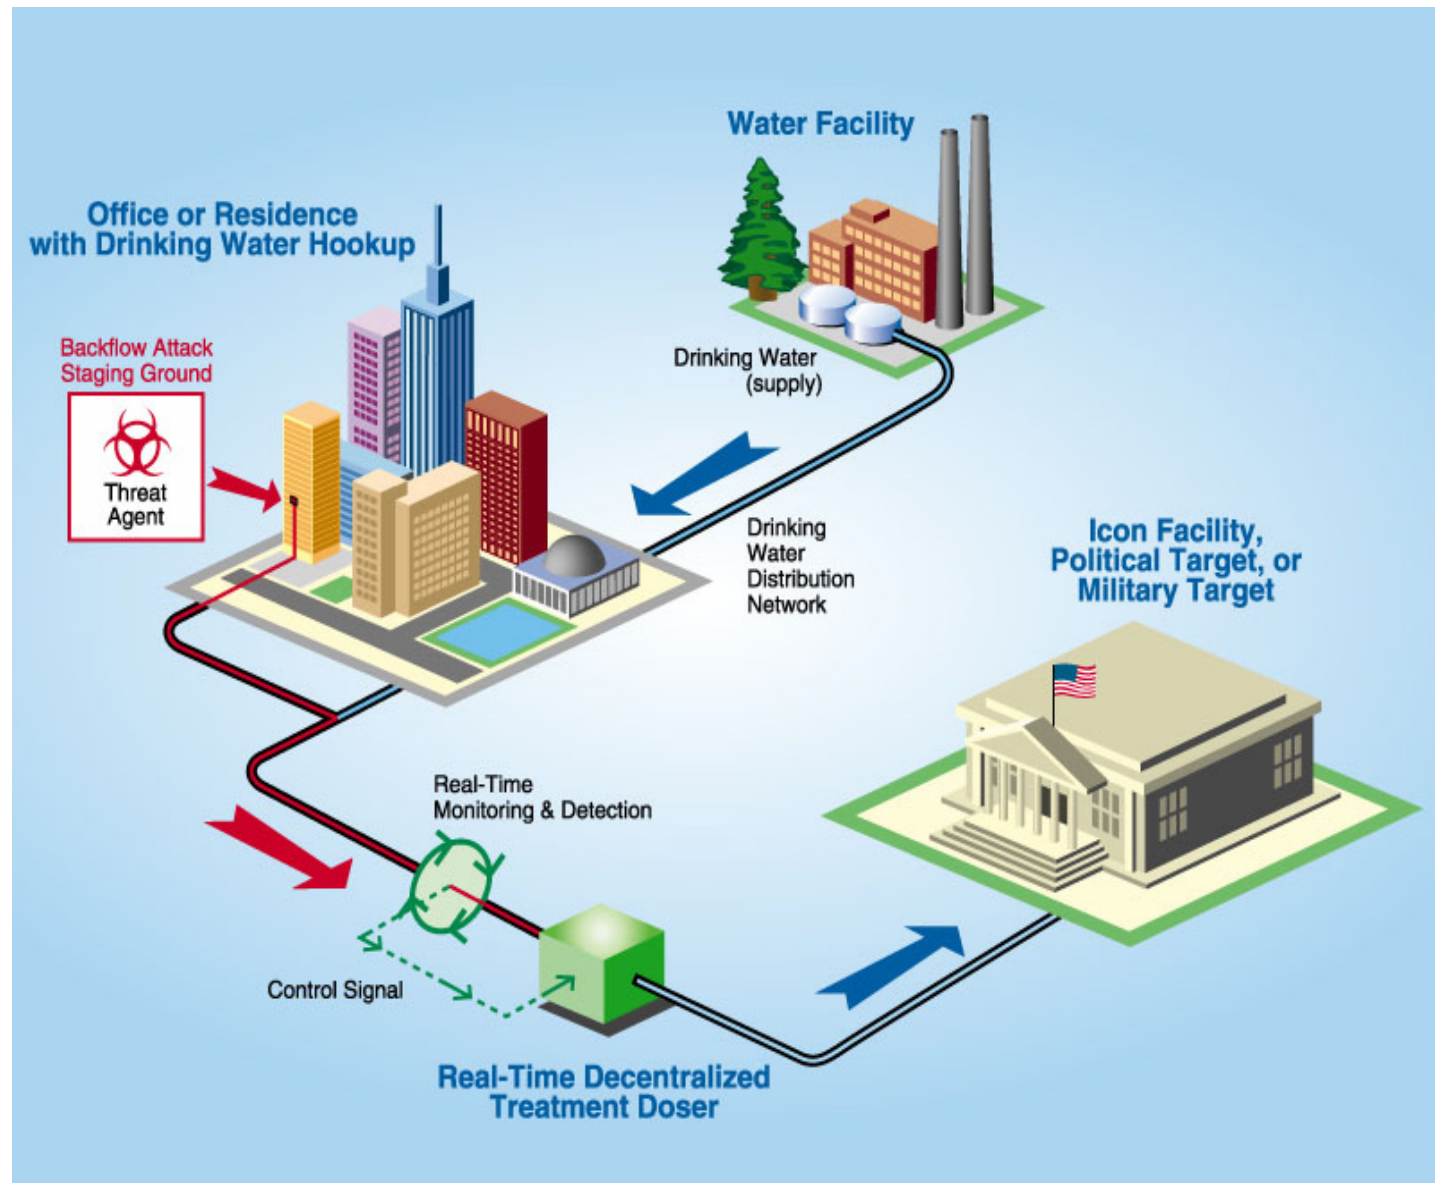 Water Facility
Office or Residence
with Drinking Water Hookup
Backflow Attack
Staging Ground
Threat
Agent
Drinking Water
(supply)
Drinking
Water
Distribution
Network
Icon Facility,
Political Target, or
Military Target
Real-Time
Monitoring & Detection
Control Signal
Real-Time Decentralized
Treatment Doser